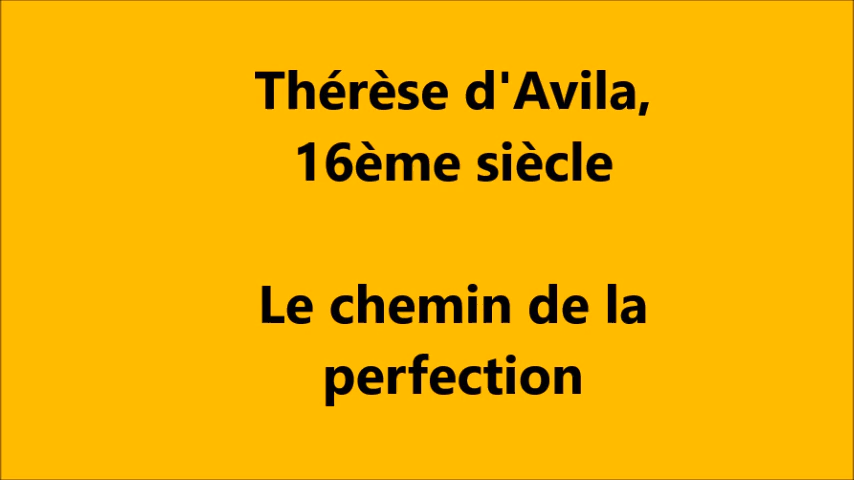 Thérèse d'Avila,
16ème siècle
Le chemin de la
perfection